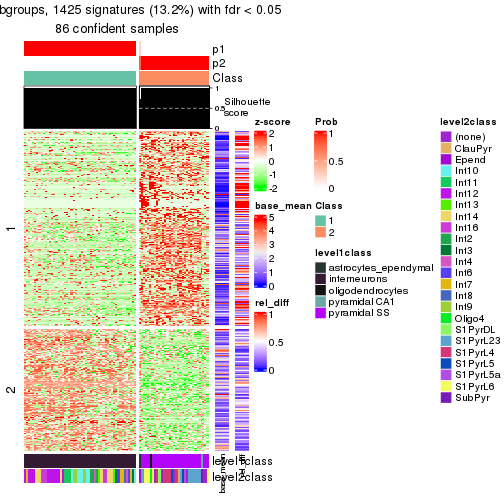 bgroups, 1425 signatures (13.2%) with fdr < 0.05
86 confident samples
p1
p2
Class
1
0.5
0
Silhouette
score
1
2
level1class
level2class
base_mean
rel_diff
z-score
2
1
0
-1
-2
base_mean
5
4
3
2
1
0
rel_diff
1
0.5
0
Prob
1
0.5
0
Class
1
2
level1class
astrocytes_ependymal
interneurons
oligodendrocytes
pyramidal CA1
pyramidal SS
level2class
(none)
ClauPyr
Epend
Int10
Int11
Int12
Int13
Int14
Int16
Int2
Int3
Int4
Int6
Int7
Int8
Int9
Oligo4
S1PyrDL
S1PyrL23
S1PyrL4
S1PyrL5
S1PyrL5a
S1PyrL6
SubPyr